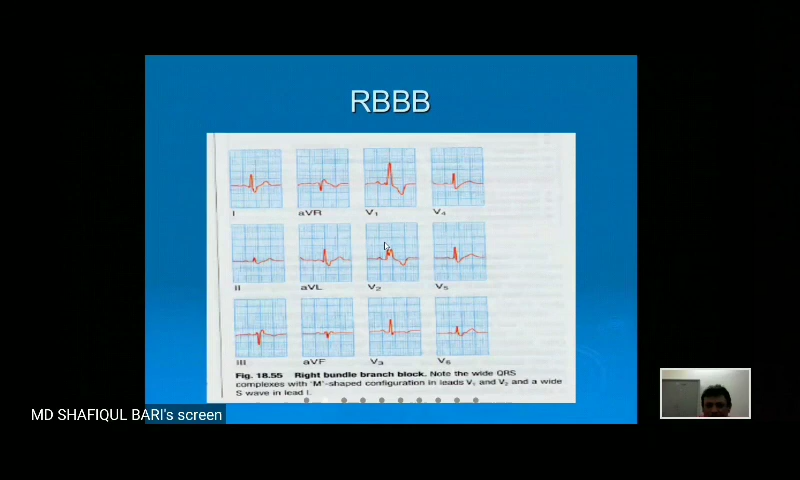 RBBB
I aVR V₁ V₄
II aVL V₂ V₅
III aVF V₃ V₆
Fig. 18.55 Right bundle branch block. Note the wide QRS
complexes with 'M'-shaped configuration in leads V₁ and V₂ and a wide
S wave in lead I.
MD SHAFIQUL BARI's screen